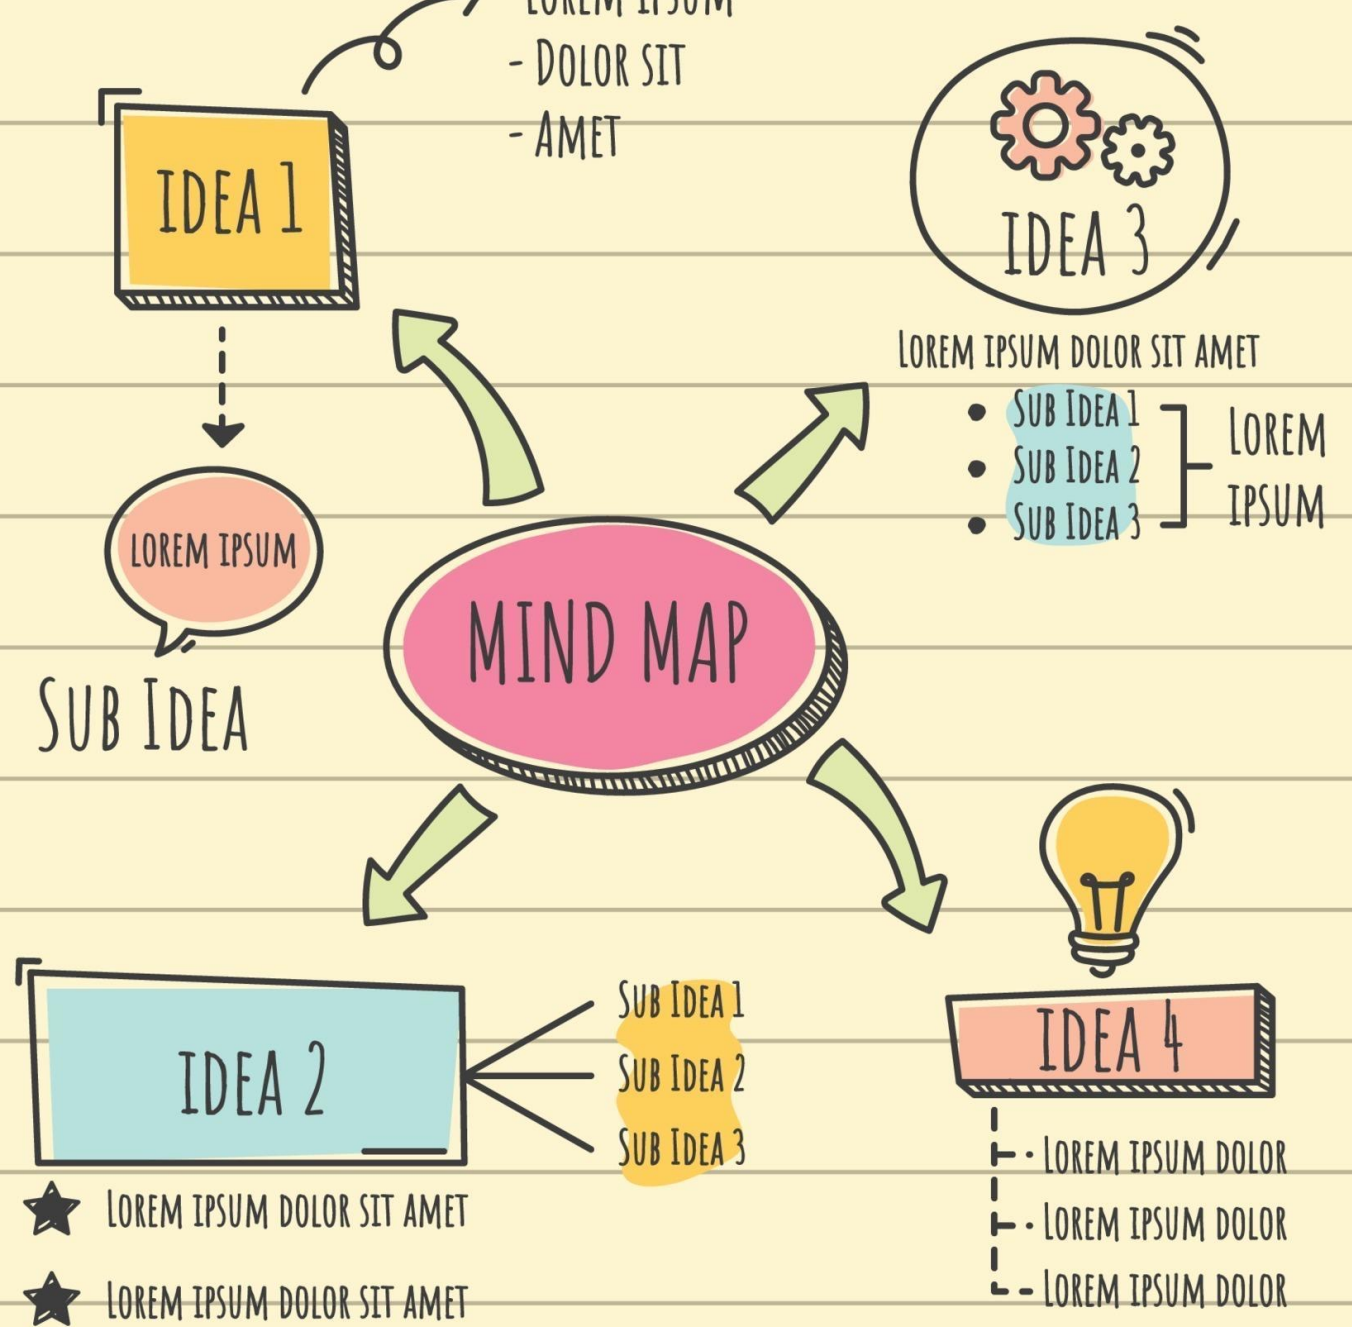 LOREM IPSUM
- DOLOR SIT
- AMET
IDEA 1
LOREM IPSUM
SUB IDEA
IDEA 3
LOREM IPSUM DOLOR SIT AMET
• SUB IDEA 1
• SUB IDEA 2
• SUB IDEA 3
LOREM
IPSUM
MIND MAP
IDEA 2
SUB IDEA 1
SUB IDEA 2
SUB IDEA 3
LOREM IPSUM DOLOR SIT AMET
LOREM IPSUM DOLOR SIT AMET
IDEA 4
LOREM IPSUM DOLOR
LOREM IPSUM DOLOR
LOREM IPSUM DOLOR